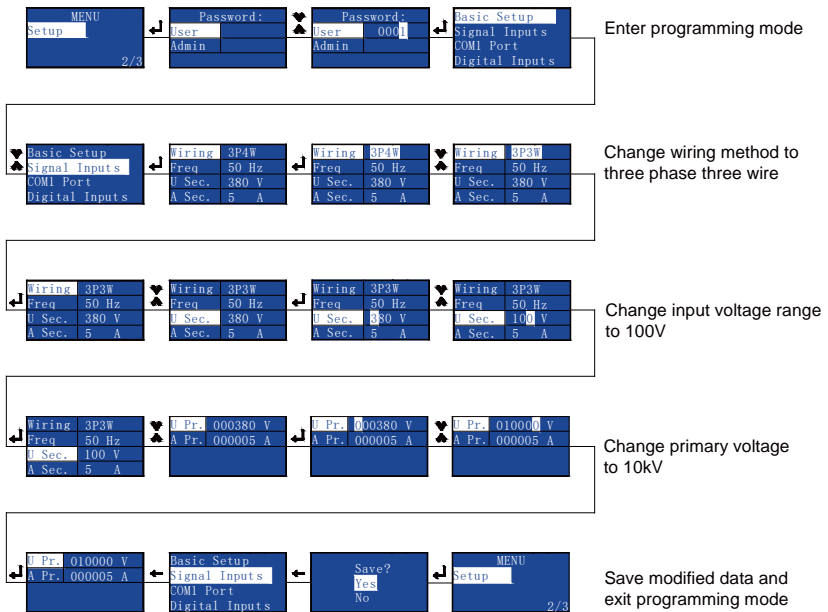 MENU
Setup
2/3
Password:
User
Admin
Password:
User 0001
Admin
Basic Setup
Signal Inputs
COM1 Port
Digital Inputs
Enter programming mode
Basic Setup
Signal Inputs
COM1 Port
Digital Inputs
Wiring 3P4W
Freq 50 Hz
U Sec. 380 V
A Sec. 5 A
Wiring 3P4W
Freq 50 Hz
U Sec. 380 V
A Sec. 5 A
Wiring 3P3W
Freq 50 Hz
U Sec. 380 V
A Sec. 5 A
Change wiring method to
three phase three wire
Wiring 3P3W
Freq 50 Hz
U Sec. 380 V
A Sec. 5 A
Wiring 3P3W
Freq 50 Hz
U Sec. 380 V
A Sec. 5 A
Wiring 3P3W
Freq 50 Hz
U Sec. 380 V
A Sec. 5 A
Wiring 3P3W
Freq 50 Hz
U Sec. 100 V
A Sec. 5 A
Change input voltage range
to 100V
Wiring 3P3W
Freq 50 Hz
U Sec. 100 V
A Sec. 5 A
U Pr. 000380 V
A Pr. 000005 A
U Pr. 000380 V
A Pr. 000005 A
U Pr. 010000 V
A Pr. 000005 A
Change primary voltage
to 10kV
U Pr. 010000 V
A Pr. 000005 A
Basic Setup
Signal Inputs
COM1 Port
Digital Inputs
Save?
Yes
No
MENU
Setup
2/3
Save modified data and
exit programming mode